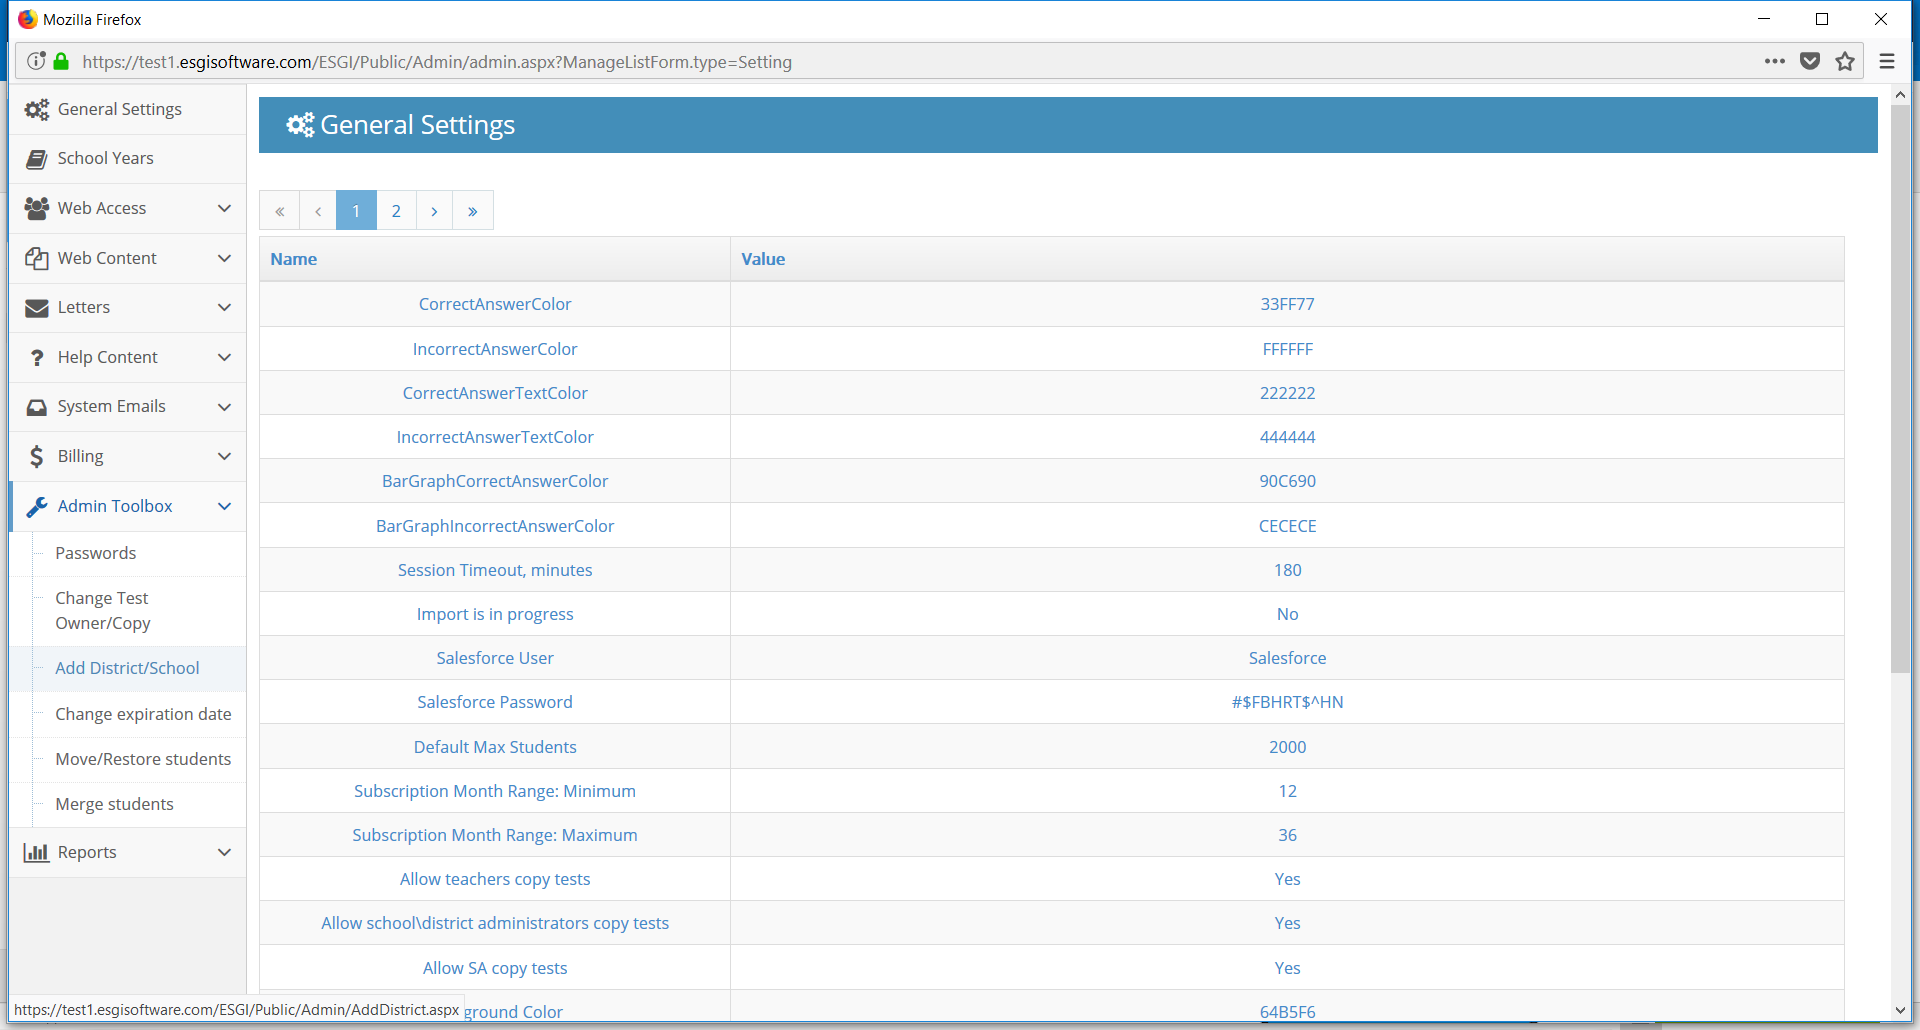 Mozilla Firefox
https://test1.esgisoftware.com/ESGI/Public/Admin/admin.aspx?ManageListForm.type=Setting
General Settings
School Years
Web Access
Web Content
Letters
Help Content
System Emails
Billing
Admin Toolbox
Passwords
Change Test
Owner/Copy
Add District/School
Change expiration date
Move/Restore students
Merge students
Reports
General Settings
« ‹ 1 2 › »
Name Value
CorrectAnswerColor 33FF77
IncorrectAnswerColor FFFFFF
CorrectAnswerTextColor 222222
IncorrectAnswerTextColor 444444
BarGraphCorrectAnswerColor 90C690
BarGraphIncorrectAnswerColor CECECE
Session Timeout, minutes 180
Import is in progress No
Salesforce User Salesforce
Salesforce Password #$FBHRT$^HN
Default Max Students 2000
Subscription Month Range: Minimum 12
Subscription Month Range: Maximum 36
Allow teachers copy tests Yes
Allow school\district administrators copy tests Yes
Allow SA copy tests Yes
ground Color 64B5F6
https://test1.esgisoftware.com/ESGI/Public/Admin/AddDistrict.aspx